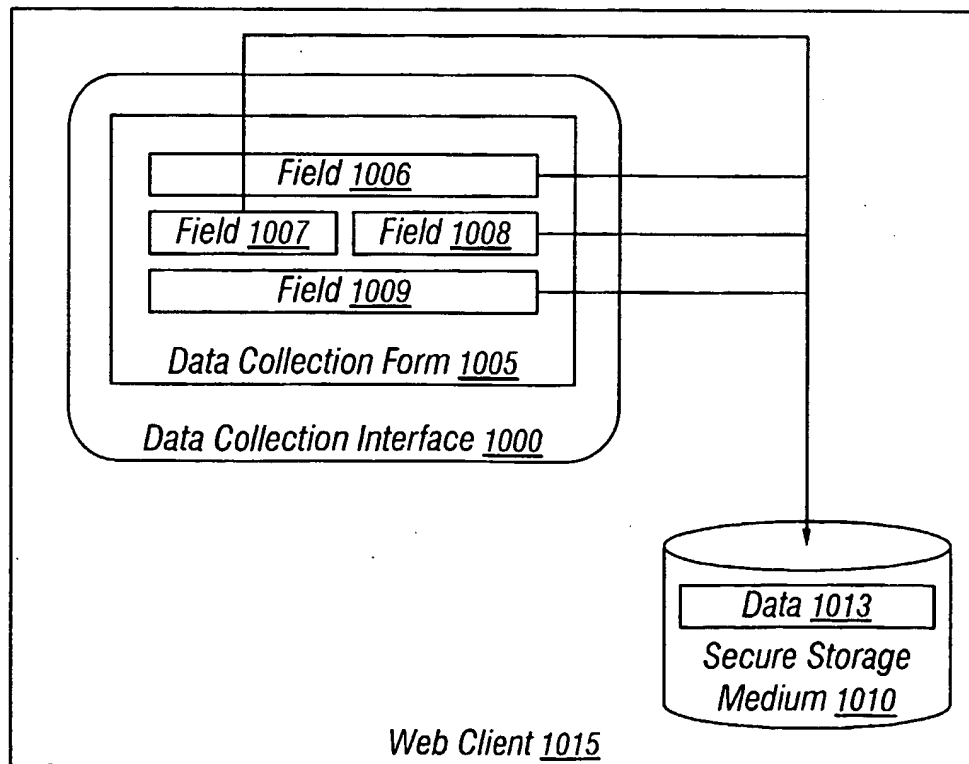 Field 1006
Field 1007
Field 1008
Field 1009
Data Collection Form 1005
Data Collection Interface 1000
Data 1013
Secure Storage
Medium 1010
Web Client 1015